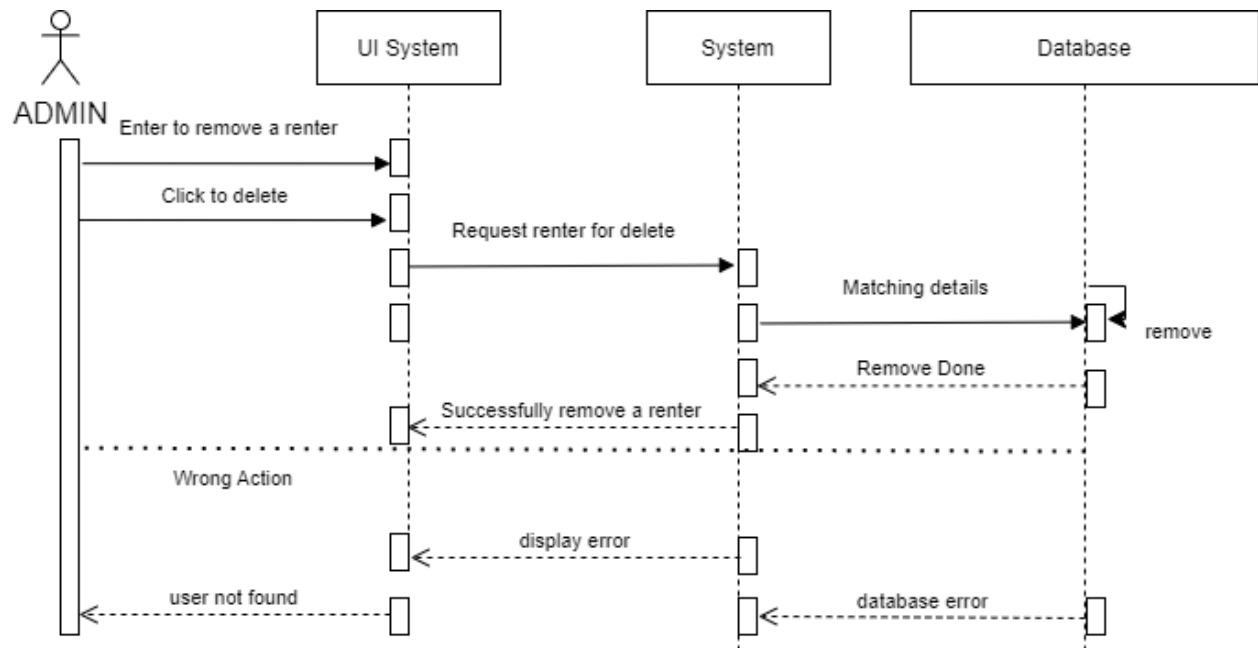 UI System
System
Database
ADMIN
Enter to remove a renter
Click to delete
Request renter for delete
Matching details
remove
Remove Done
Successfully remove a renter
Wrong Action
display error
user not found
database error